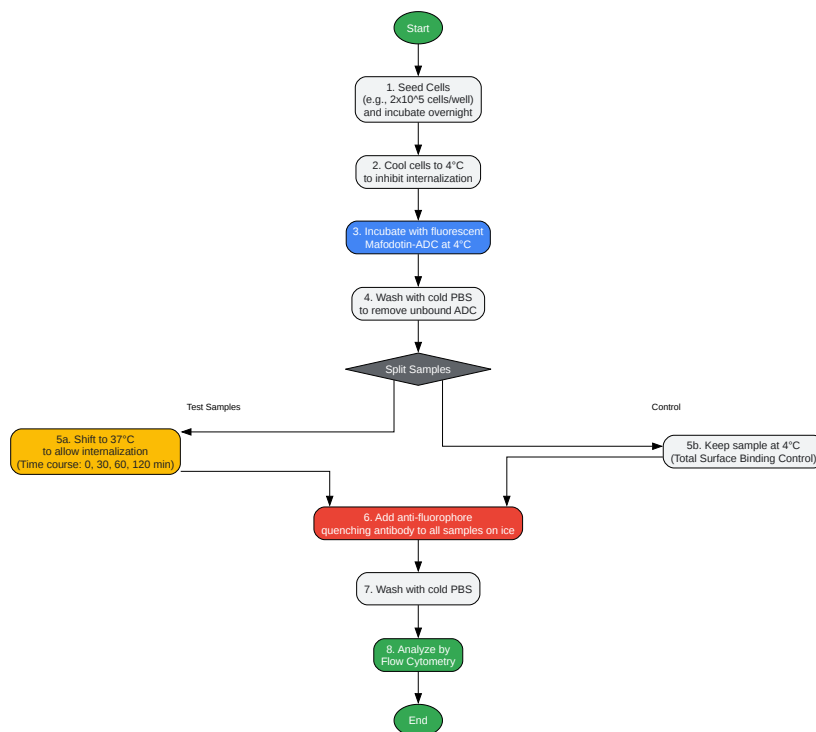 Start
1. Seed Cells
(e.g., 2x10^5 cells/well)
and incubate overnight
2. Cool cells to 4°C
to inhibit internalization
3. Incubate with fluorescent
Mafodotin-ADC at 4°C
4. Wash with cold PBS
to remove unbound ADC
Split Samples
Test Samples
Control
5a. Shift to 37°C
to allow internalization
(Time course: 0, 30, 60, 120 min)
5b. Keep sample at 4°C
(Total Surface Binding Control)
6. Add anti-fluorophore
quenching antibody to all samples on ice
7. Wash with cold PBS
8. Analyze by
Flow Cytometry
End